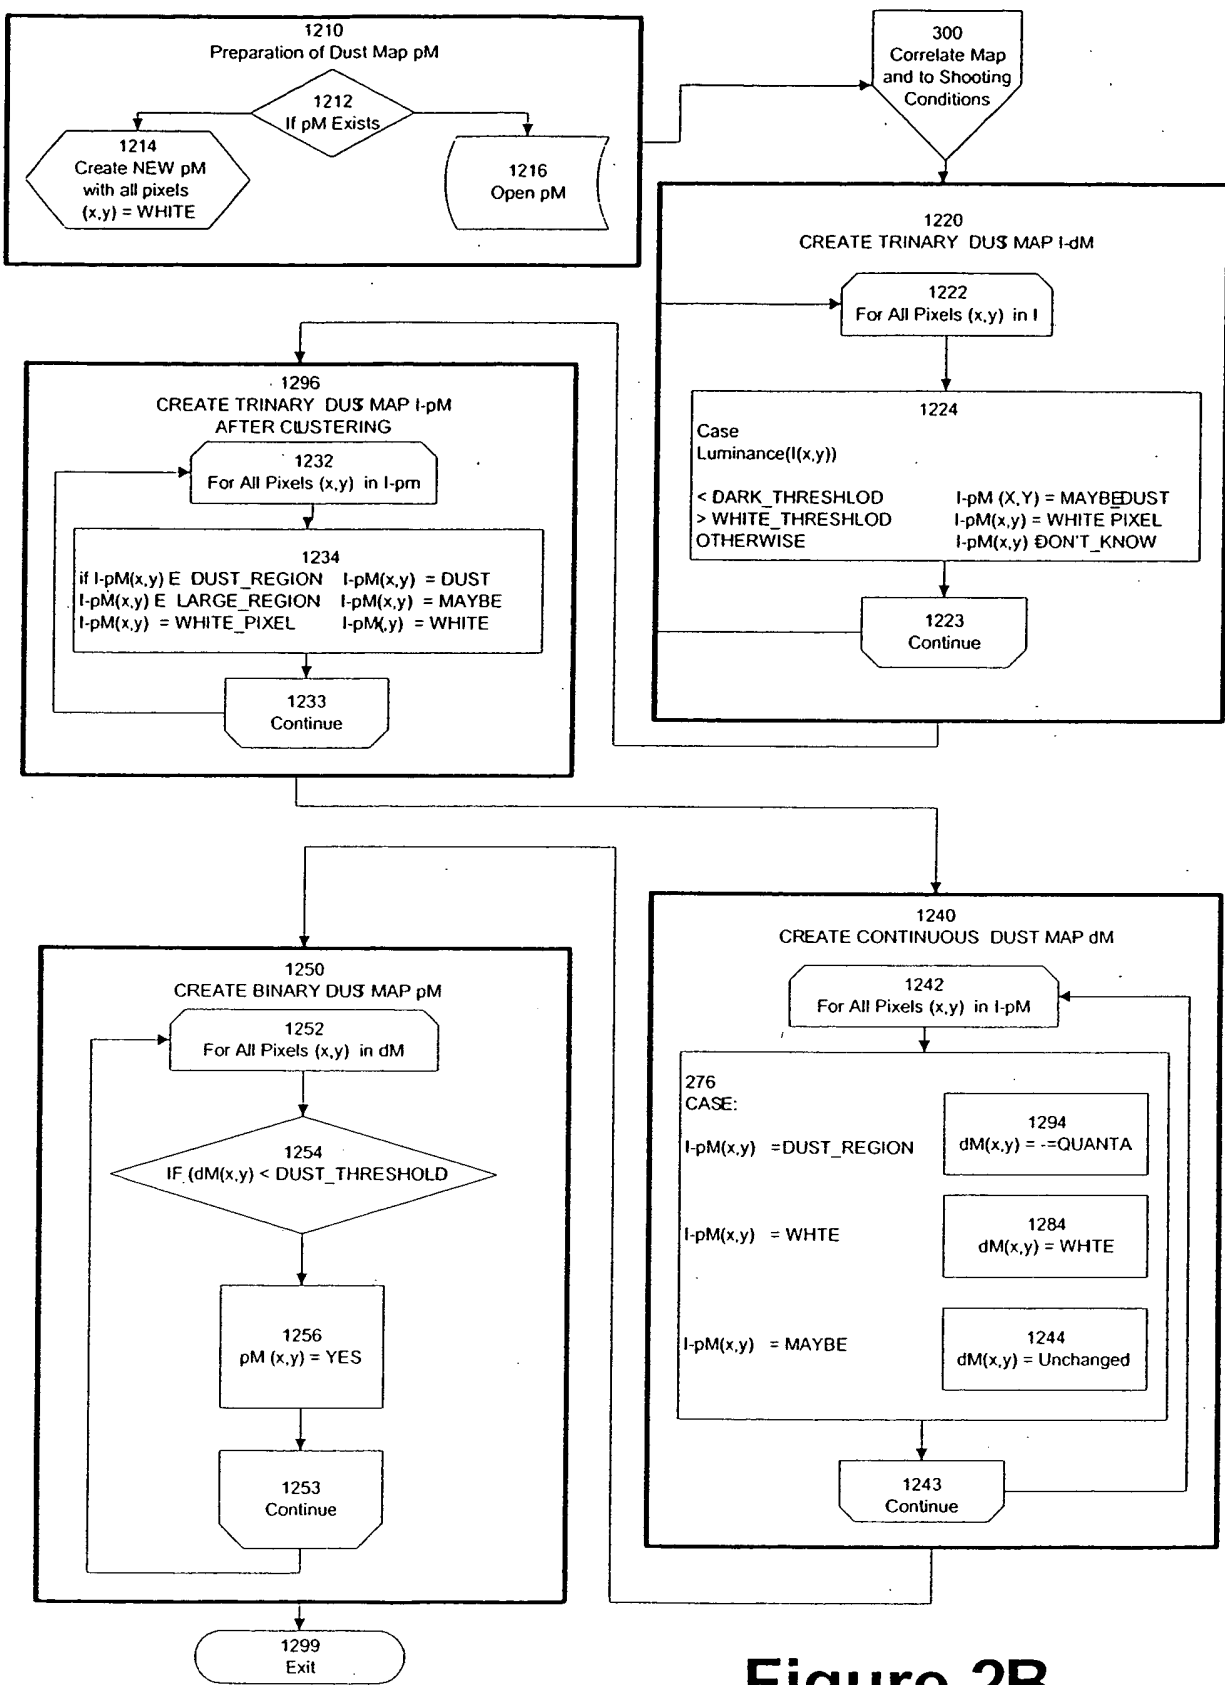 1210
Preparation of Dust Map pM
1212
If pM Exists
1214
Create NEW pM
with all pixels
(x,y) = WHITE
1216
Open pM
300
Correlate Map
and to Shooting
Conditions
1220
CREATE TRINARY DUS MAP I-dM
1222
For All Pixels (x,y) in I
1224
Case
Luminance(I(x,y))
< DARK_THRESHLOD I-pM (X,Y) = MAYBEDUST
> WHITE_THRESHLOD I-pM(x,y) = WHITE PIXEL
OTHERWISE I-pM(x,y) =DON'T_KNOW
1223
Continue
1296
CREATE TRINARY DUS MAP I-pM
AFTER CLUSTERING
1232
For All Pixels (x,y) in I-pm
1234
if I-pM(x,y) E DUST_REGION I-pM(x,y) = DUST
I-pM(x,y) E LARGE_REGION I-pM(x,y) = MAYBE
I-pM(x,y) = WHITE_PIXEL I-pM(,y) = WHITE
1233
Continue
1240
CREATE CONTINUOUS DUST MAP dM
1242
For All Pixels (x,y) in I-pM
276
CASE:
I-pM(x,y) =DUST_REGION
1294
dM(x,y) = -=QUANTA
I-pM(x,y) = WHTE
1284
dM(x,y) = WHTE
I-pM(x,y) = MAYBE
1244
dM(x,y) = Unchanged
1243
Continue
1250
CREATE BINARY DUS MAP pM
1252
For All Pixels (x,y) in dM
1254
IF (dM(x,y) < DUST_THRESHOLD
1256
pM (x,y) = YES
1253
Continue
1299
Exit
Figure 2B